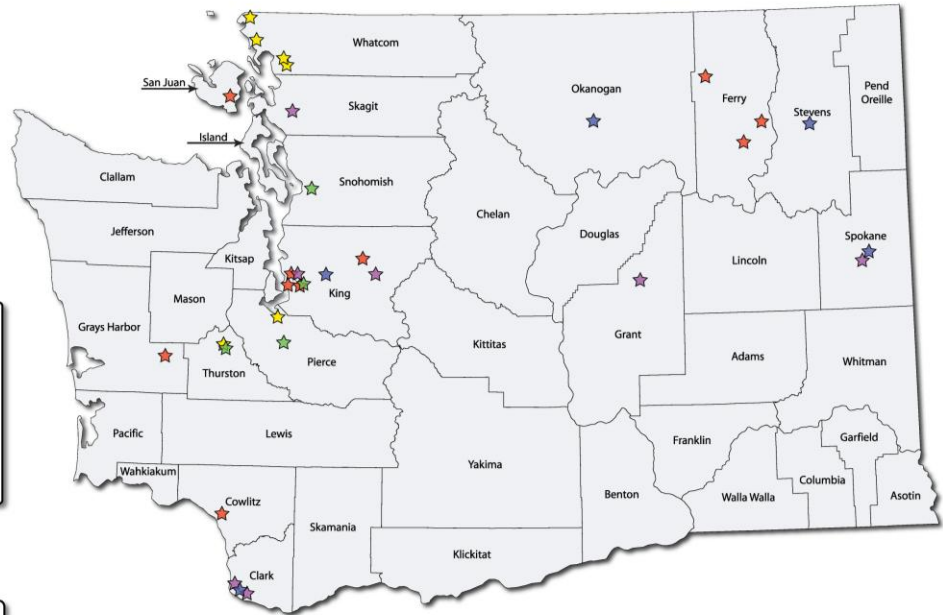 Whatcom
San Juan
Skagit
Okanogan
Ferry
Stevens
Pend
Oreille
Island
Snohomish
Clallam
Chelan
Jefferson
Douglas
Spokane
Lincoln
Kitsap
King
Mason
Grays Harbor
Grant
Kittitas
Pierce
Adams
Whitman
Thurston
Pacific
Lewis
Franklin
Garfield
Yakima
Wahkiakum
Columbia
Benton
Walla Walla
Asotin
Cowlitz
Skamania
Klickitat
Clark